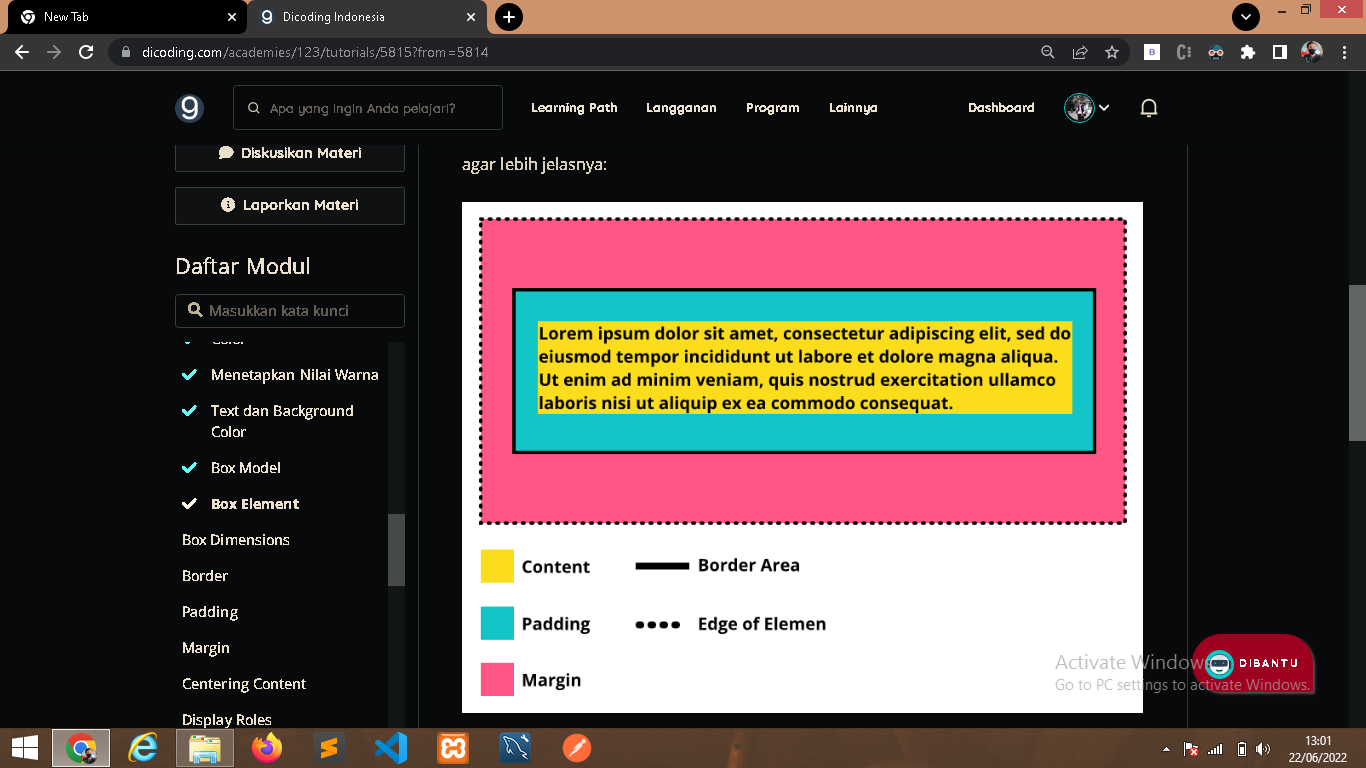 New Tab
Dicoding Indonesia
dicoding.com/academies/123/tutorials/5815?from=5814
g
Apa yang ingin Anda pelajari?
Learning Path
Langganan
Program
Lainnya
Dashboard
Diskusikan Materi
Laporkan Materi
Daftar Modul
Masukkan kata kunci
Color
Menetapkan Nilai Warna
Text dan Background
Color
Box Model
Box Element
Box Dimensions
Border
Padding
Margin
Centering Content
Display Roles
agar lebih jelasnya:
Lorem ipsum dolor sit amet, consectetur adipiscing elit, sed do
eiusmod tempor incididunt ut labore et dolore magna aliqua.
Ut enim ad minim veniam, quis nostrud exercitation ullamco
laboris nisi ut aliquip ex ea commodo consequat.
Content
Border Area
Padding
Edge of Elemen
Margin
Activate Windows
Go to PC settings to activate Windows.
DIBANTU
13:01
22/06/2022